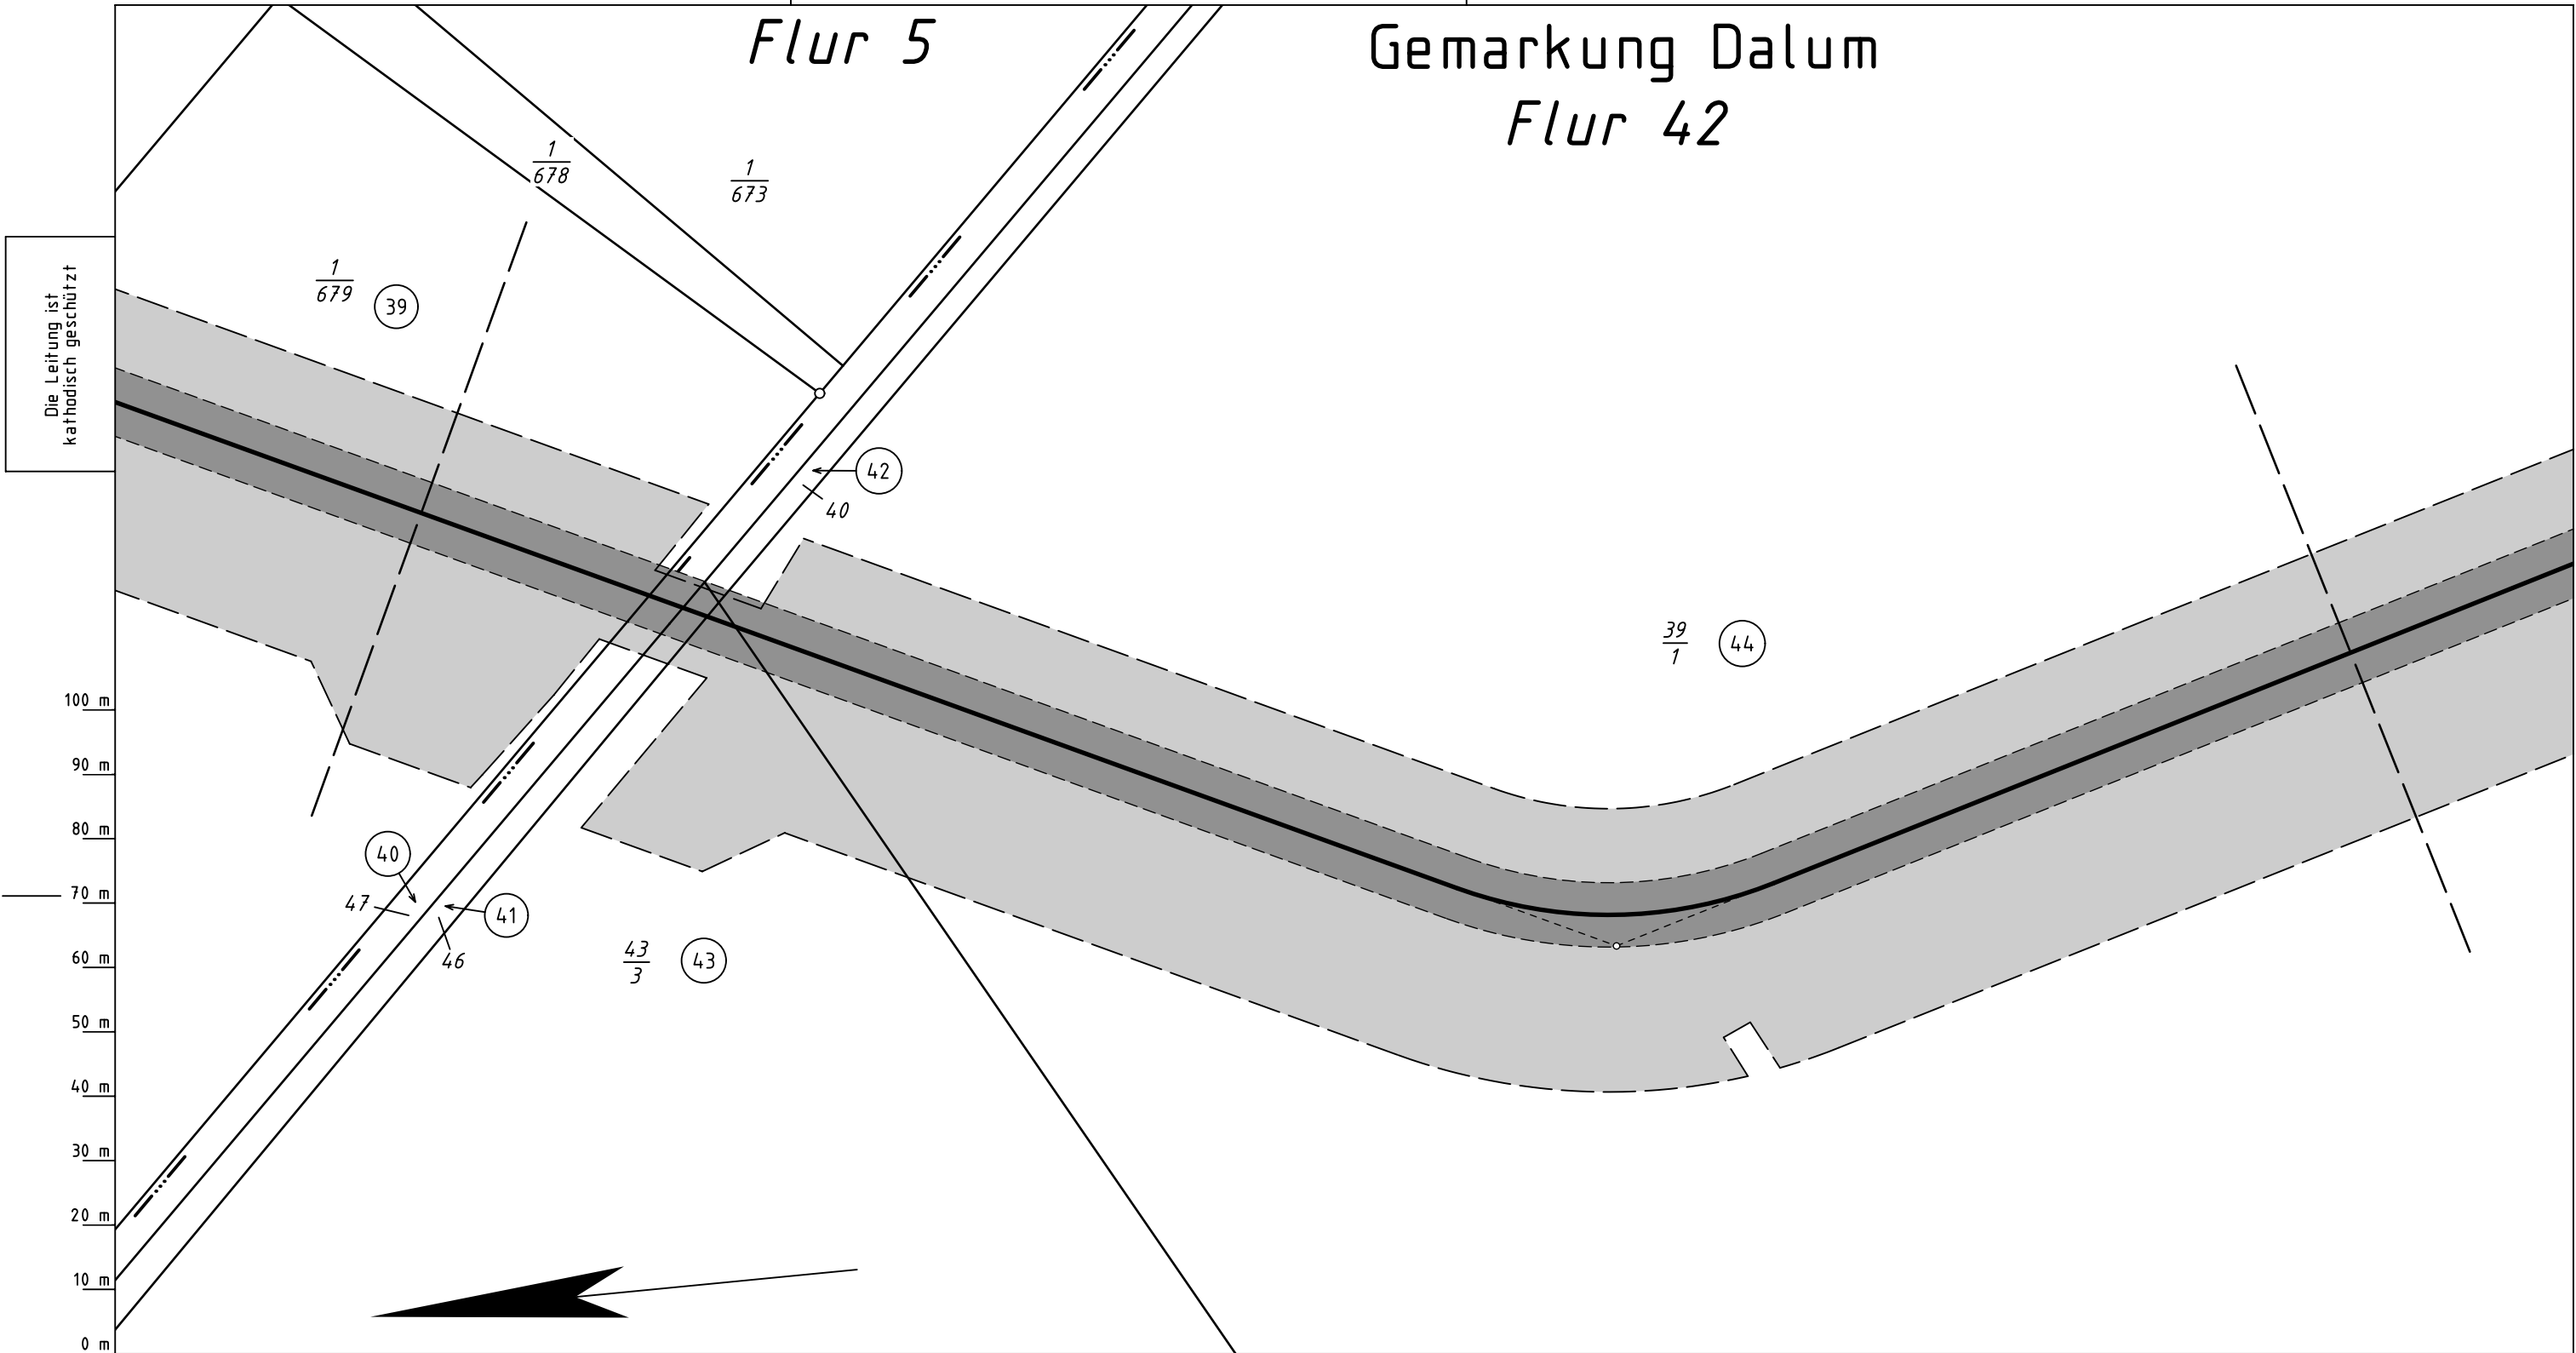 Flur 5
Gemarkung Dalum
Flur 42
1
678
1
673
1
679
39
Die Leitung ist
kathodisch geschützt
42
40
39
1
44
100 m
90 m
80 m
70 m
60 m
50 m
40 m
30 m
20 m
10 m
0 m
40
47
41
46
43
3
43